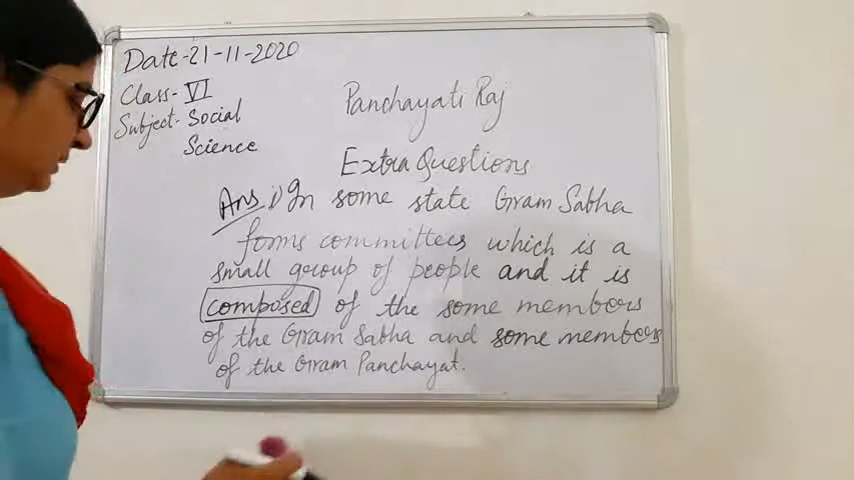 Date-21-11-2020
Class-VI
Subject-Social
Science
Panchayati Raj
Extra Questions
Ans. i) In some state Gram Sabha
forms committees which is a
small group of people and it is
composed of the some members
of the Gram Sabha and some members
of the Gram Panchayat.